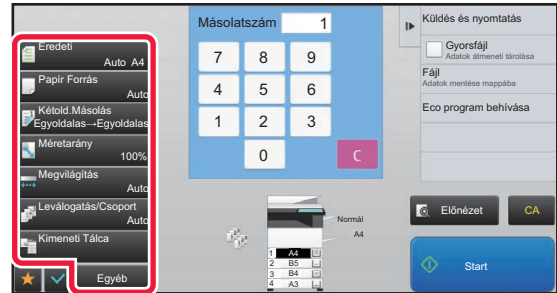 Eredeti
Auto A4
Papír Forrás
Auto
Kétold.Másolás
Egyoldalas→Egyoldalas
Méretarány
100%
Megvilágítás
Auto
Leválogatás/Csoport
Auto
Kimeneti Tálca
Egyéb
Másolatszám 1
7 8 9
4 5 6
1 2 3
0 C
Normál
A4
1 A4
2 B5
3 B4
4 A3
Küldés és nyomtatás
Gyorsfájl
Adatok átmeneti tárolása
Fájl
Adatok mentése mappába
Eco program behívása
Előnézet
CA
Start